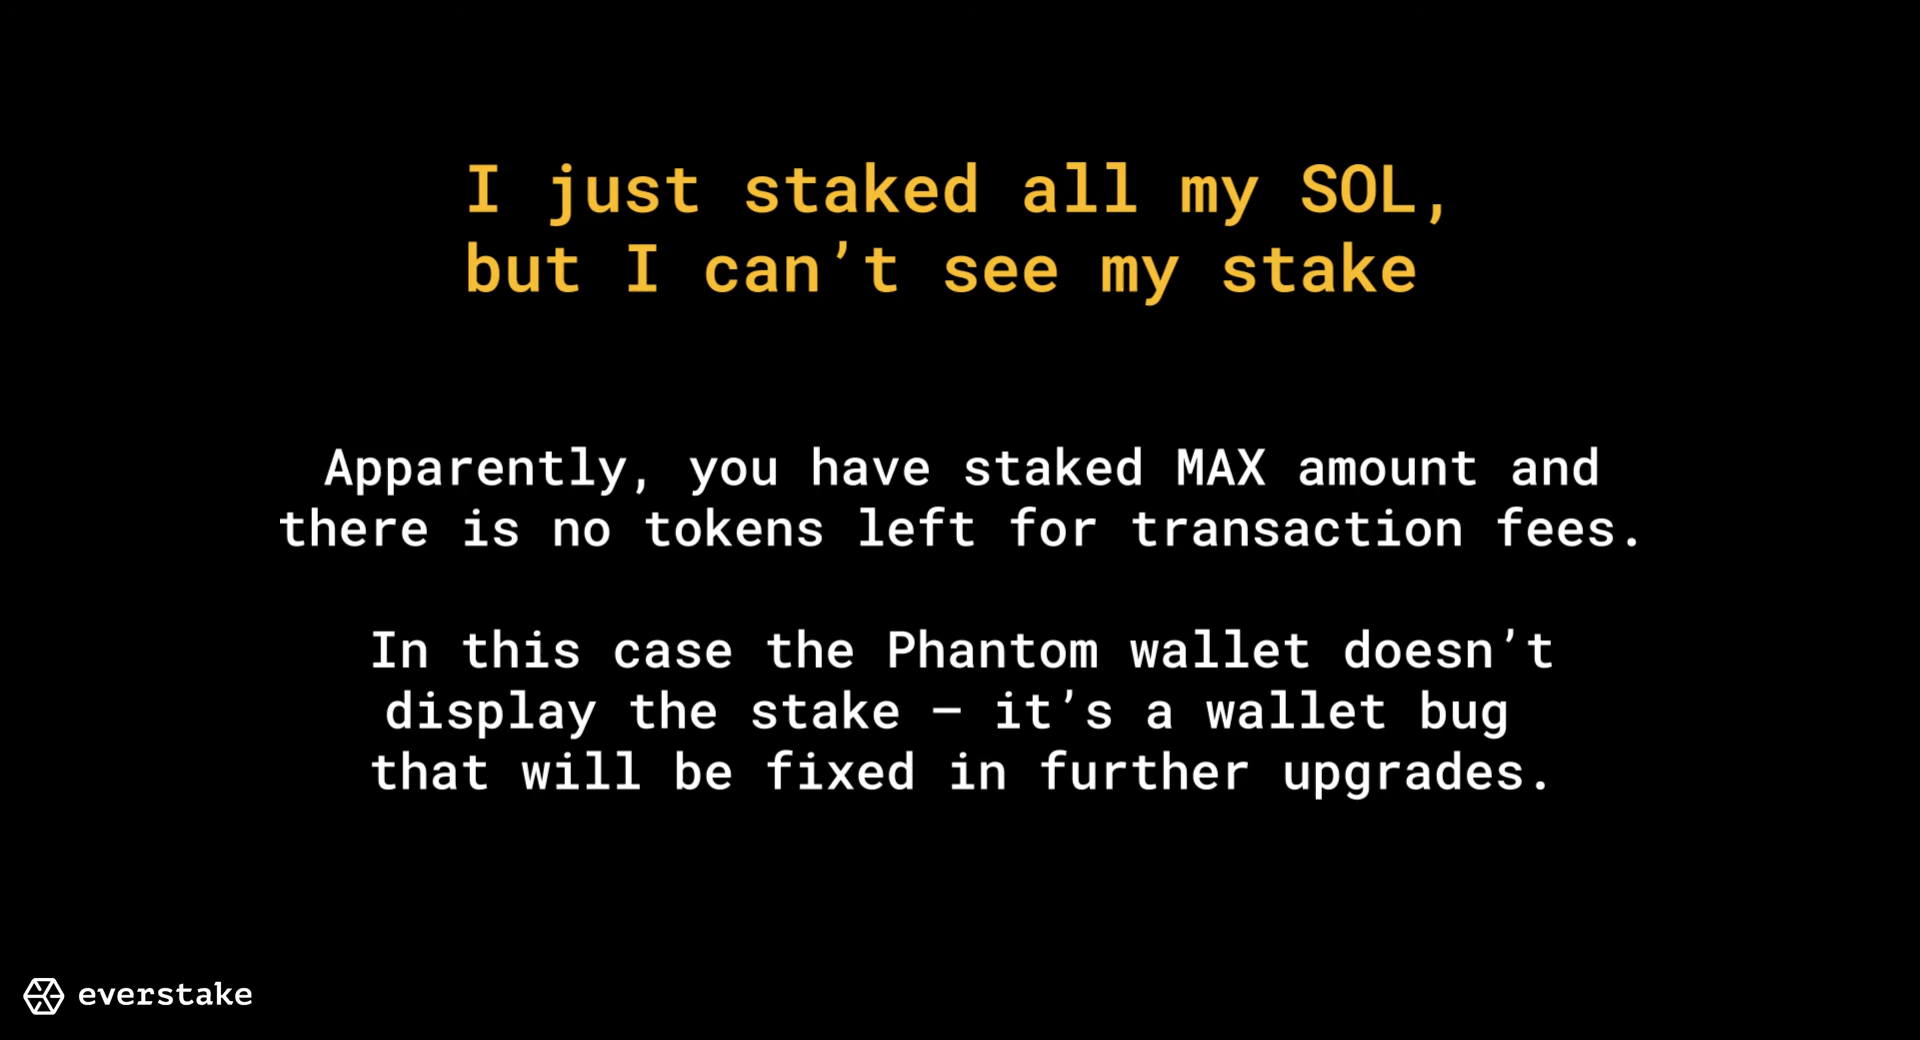 I just staked all my SOL,
but I can’t see my stake
Apparently, you have staked MAX amount and
there is no tokens left for transaction fees.
In this case the Phantom wallet doesn’t
display the stake – it’s a wallet bug
that will be fixed in further upgrades.
everstake